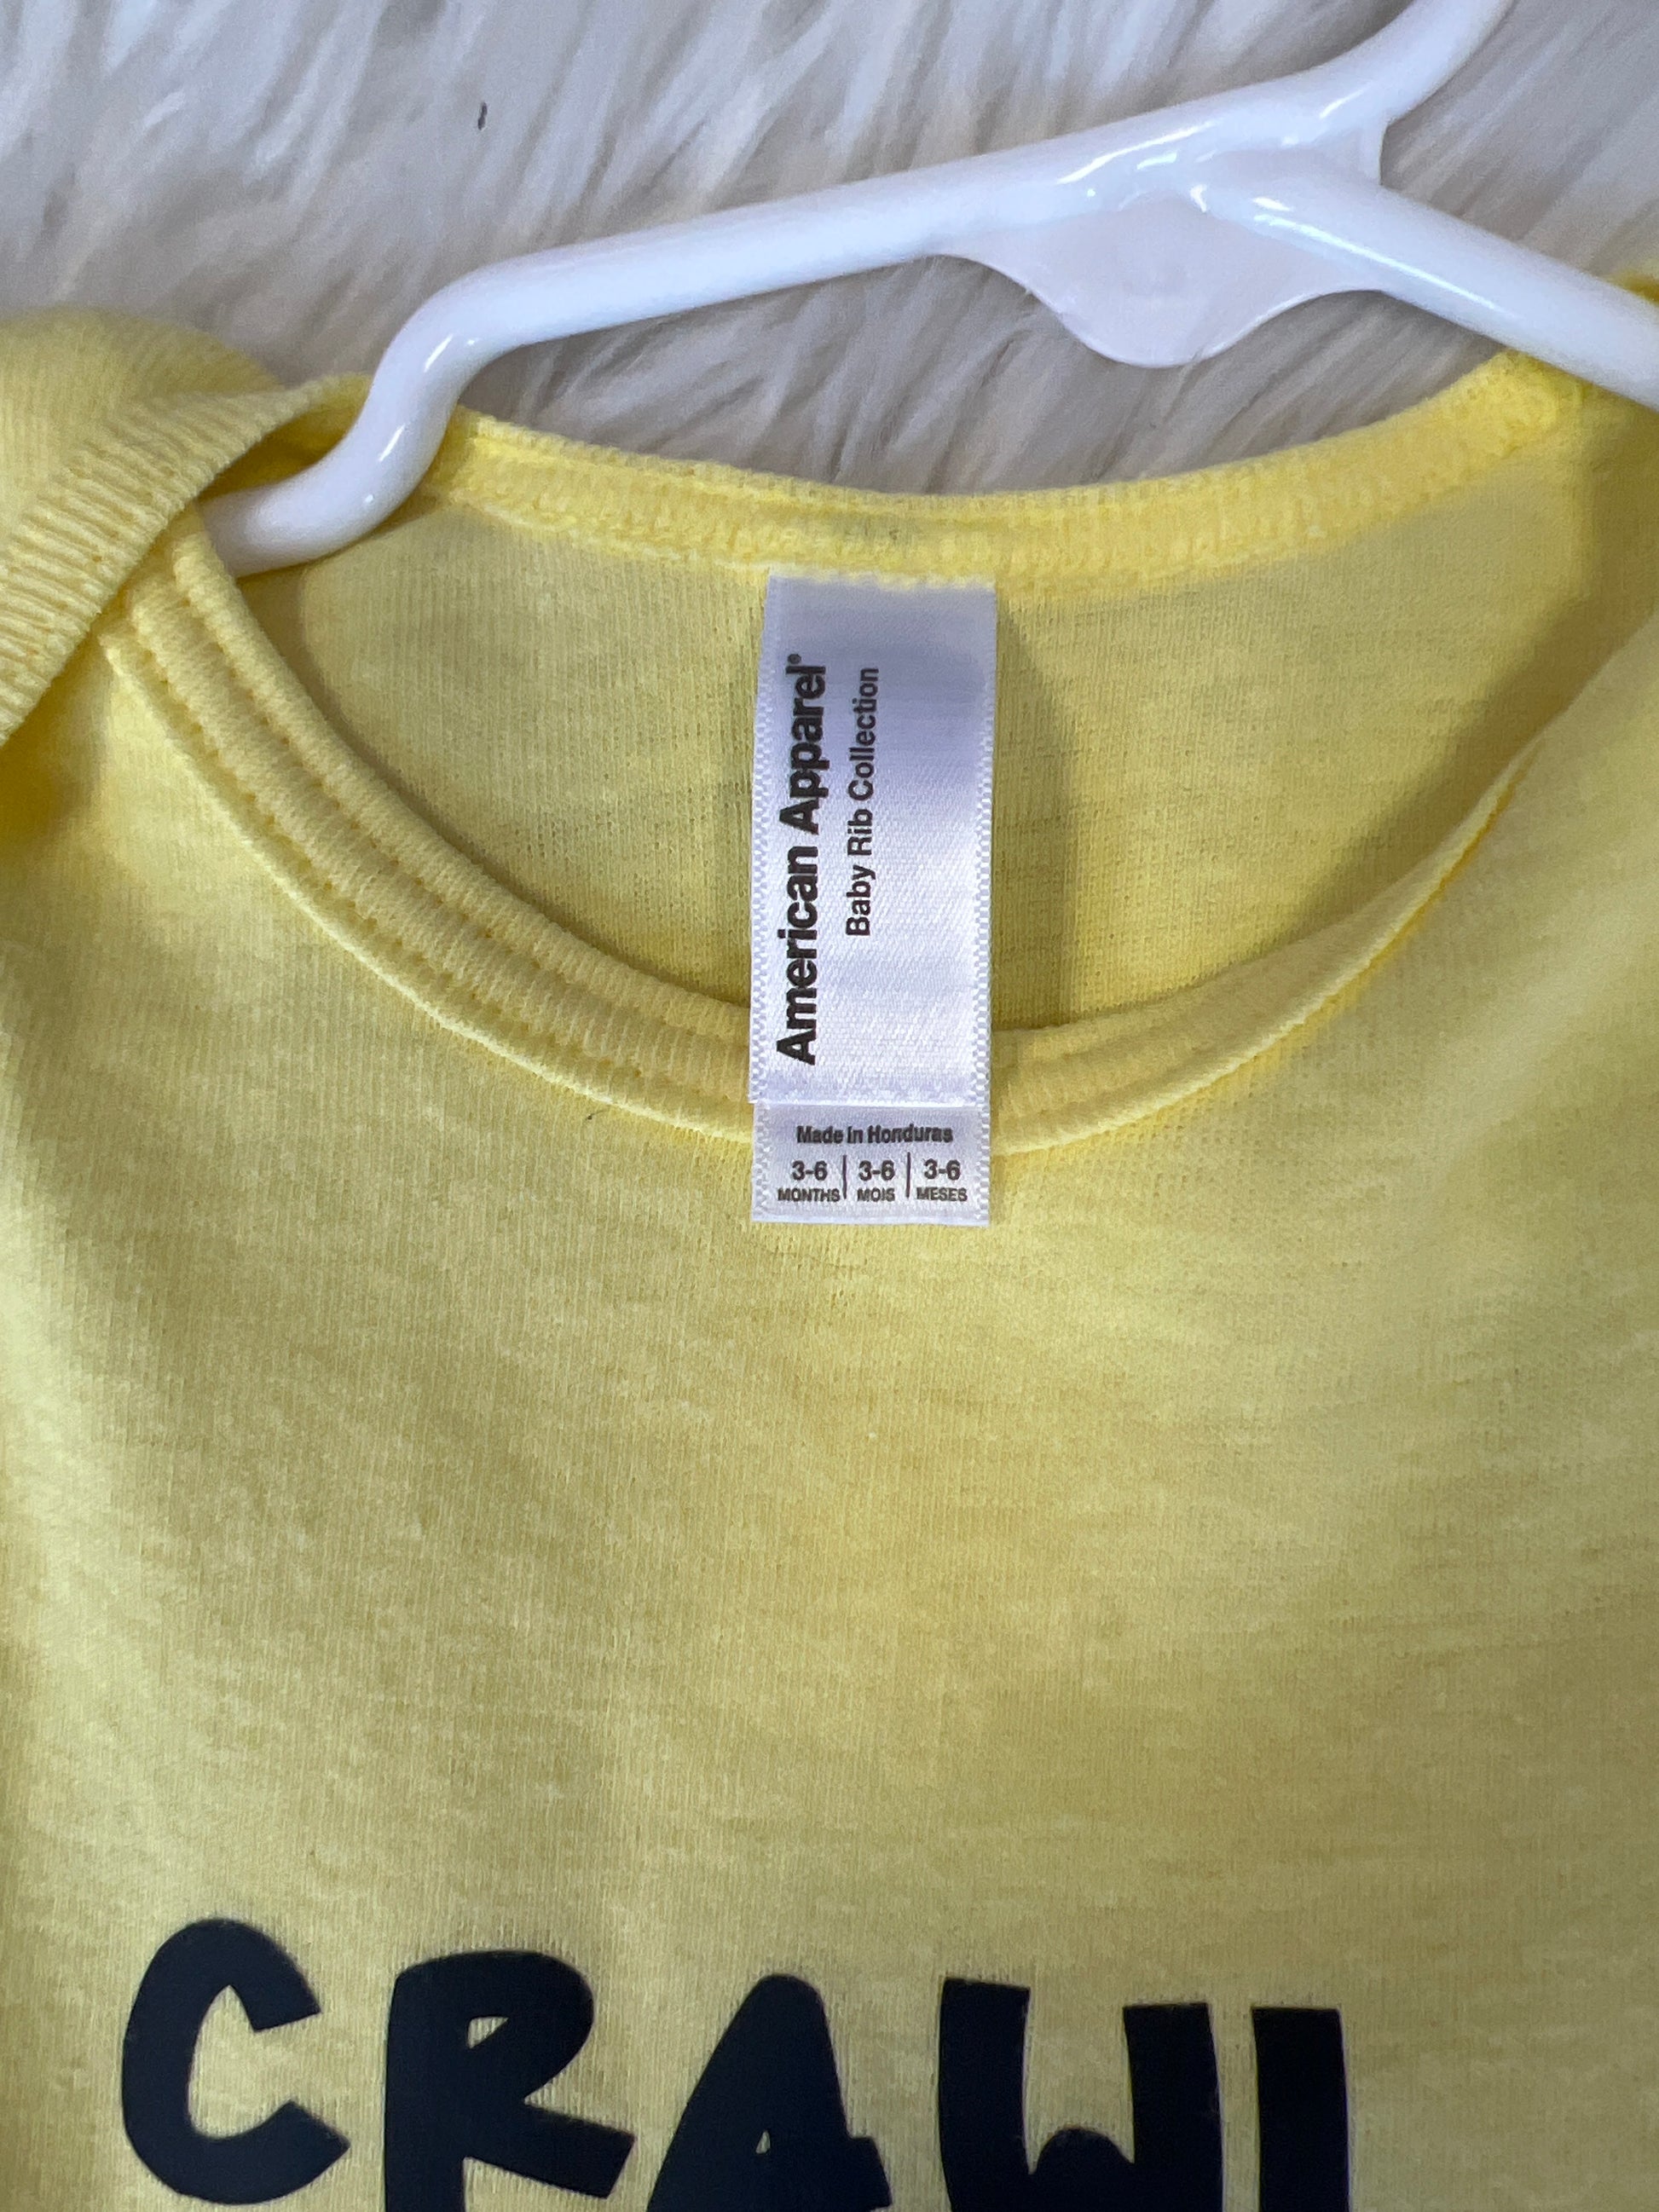 American Apparel®
Baby Rib Collection
Made in Honduras
3-6 | 3-6 | 3-6
MONTHS | MOIS | MESES
CRAWL